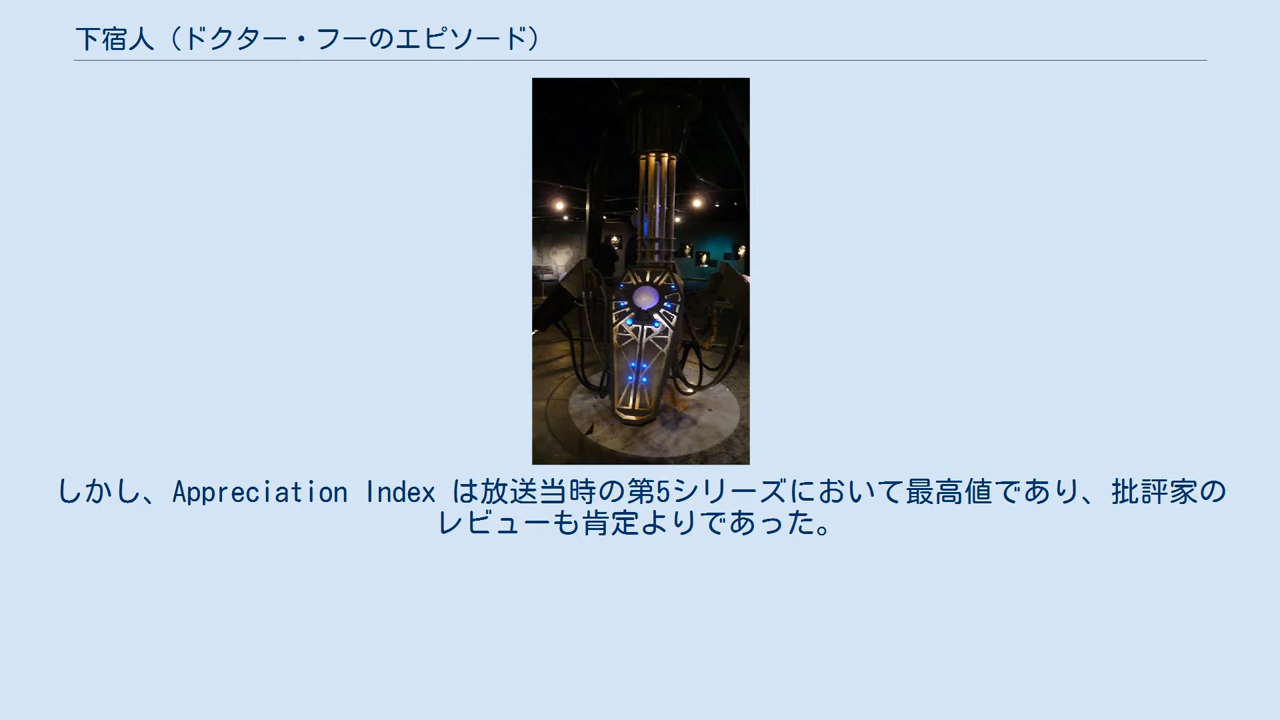 下宿人（ドクター・フーのエピソード）
しかし、Appreciation Index は放送当時の第5シリーズにおいて最高値であり、批評家の
レビューも肯定よりであった。